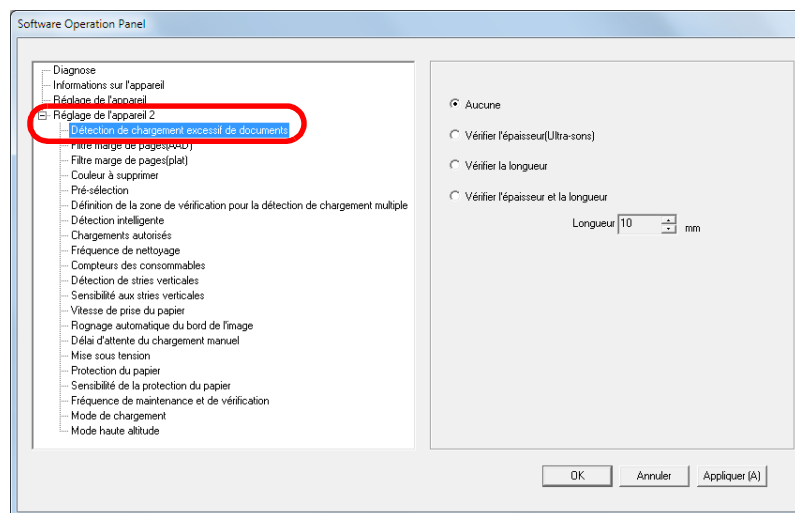 Software Operation Panel
Diagnose
Informations sur l'appareil
Réglage de l'appareil
Réglage de l'appareil 2
Détection de chargement excessif de documents
Filtre marge de pages(AAD)
Filtre marge de pages(plat)
Couleur à supprimer
Pré-sélection
Définition de la zone de vérification pour la détection de chargement multiple
Détection intelligente
Chargements autorisés
Fréquence de nettoyage
Compteurs des consommables
Détection de stries verticales
Sensibilité aux stries verticales
Vitesse de prise du papier
Rognage automatique du bord de l'image
Délai d'attente du chargement manuel
Mise sous tension
Protection du papier
Sensibilité de la protection du papier
Fréquence de maintenance et de vérification
Mode de chargement
Mode haute altitude
Aucune
Vérifier l'épaisseur(Ultra-sons)
Vérifier la longueur
Vérifier l'épaisseur et la longueur
Longueur 10 mm
OK Annuler Appliquer (A)